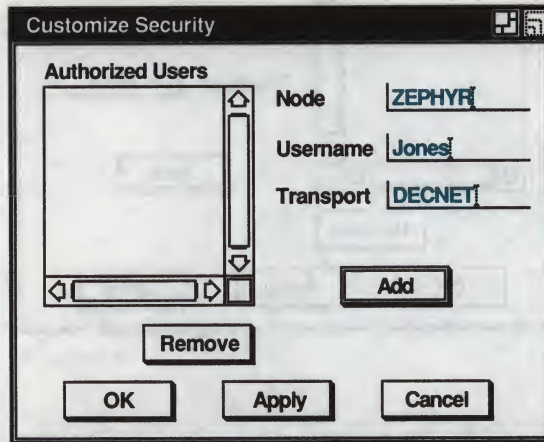 Customize Security
Authorized Users
Node ZEPHYR
Username Jones
Transport DECNET
Add
Remove
OK Apply Cancel